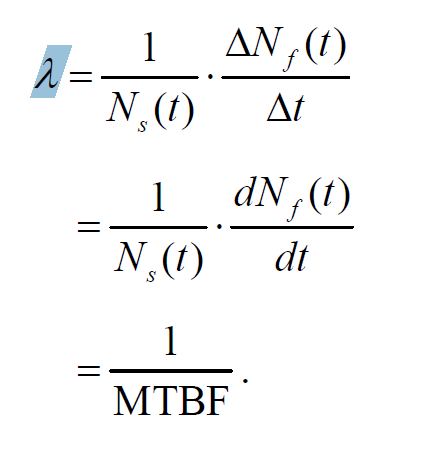 λ = 1/N_s(t) · ΔN_f(t)/Δt
= 1/N_s(t) · dN_f(t)/dt
= 1/MTBF .